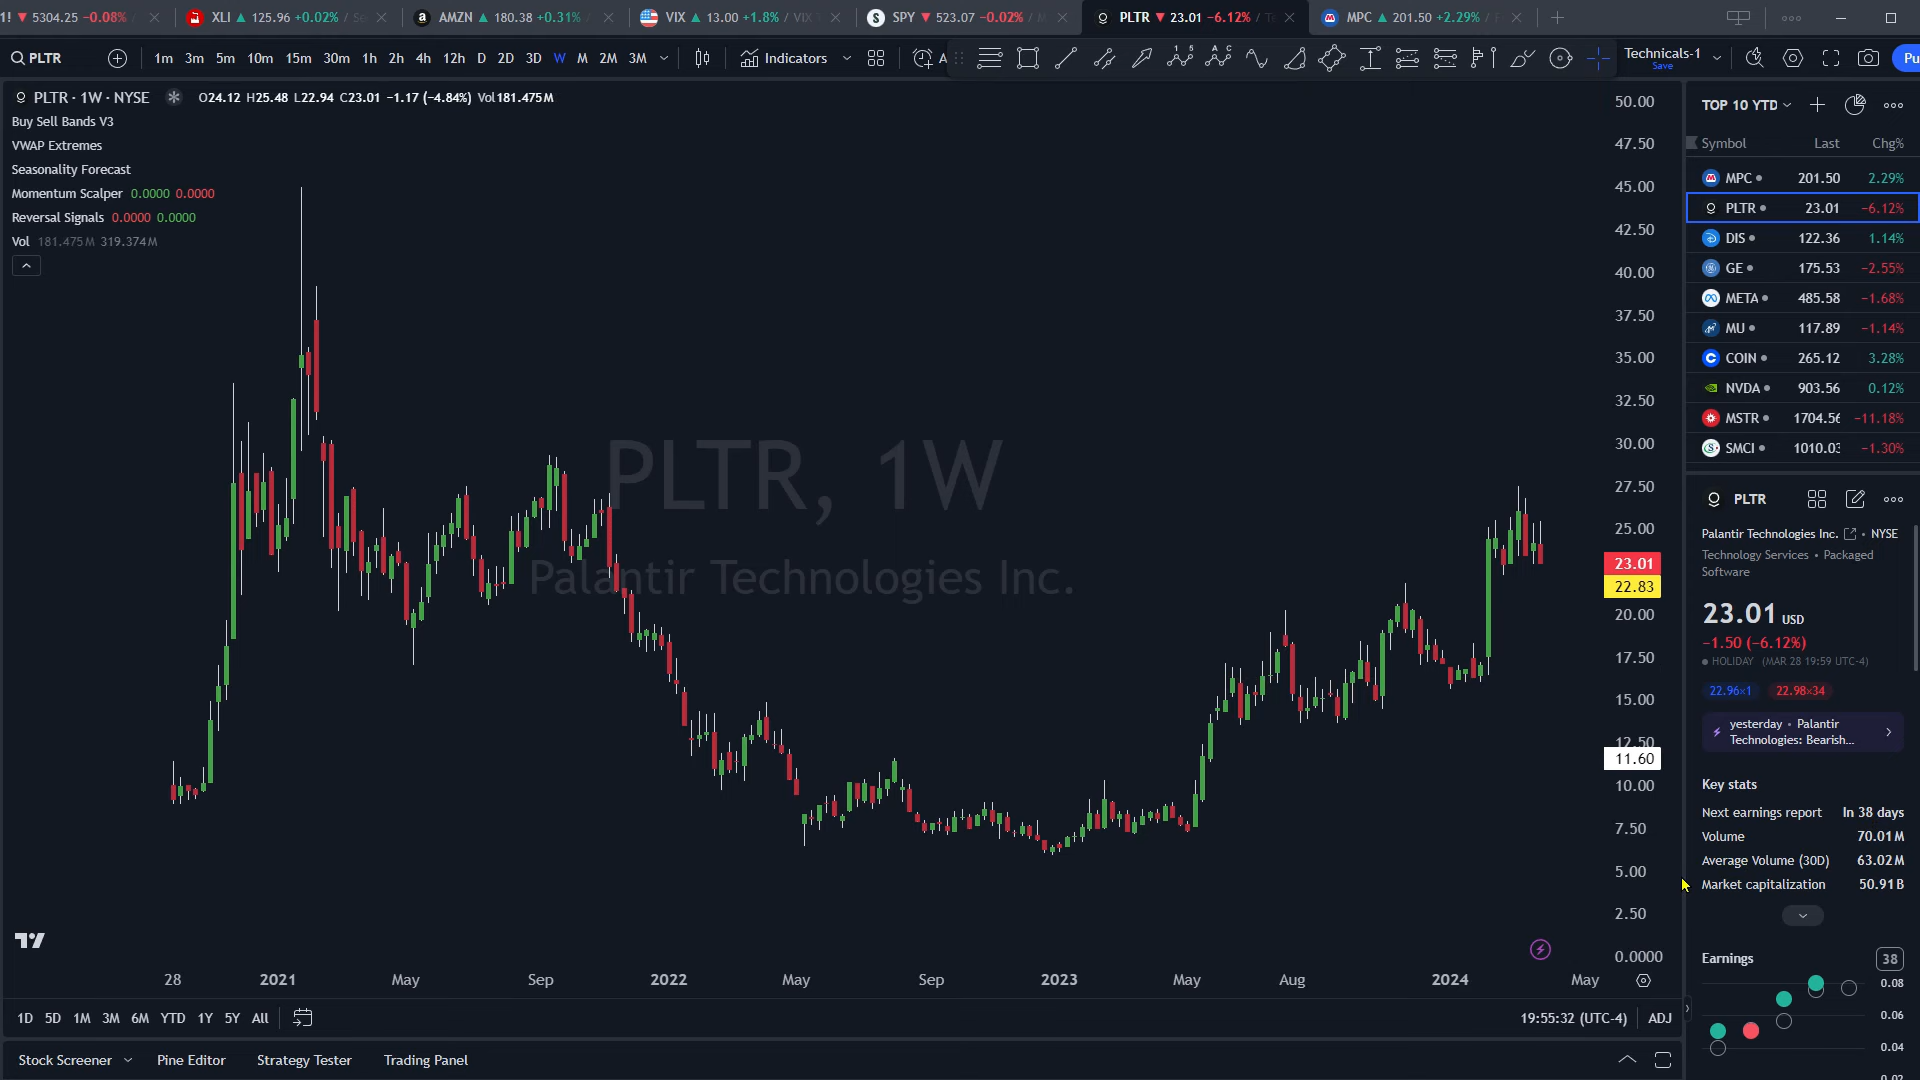 1! ▼ 5304.25 −0.08% /
XLI ▲ 125.96 +0.02% /
AMZN ▲ 180.38 +0.31% /
VIX ▲ 13.00 +1.8% / VIX
SPY ▼ 523.07 −0.02% /
PLTR ▼ 23.01 −6.12% /
MPC ▲ 201.50 +2.29% /
PLTR 1m 3m 5m 10m 15m 30m 1h 2h 4h 12h D 2D 3D W M 2M 3M Indicators A Technicals-1 Pu
Save
PLTR · 1W · NYSE O24.12 H25.48 L22.94 C23.01 −1.17 (−4.84%) Vol181.475M
Buy Sell Bands V3
VWAP Extremes
Seasonality Forecast
Momentum Scalper 0.0000 0.0000
Reversal Signals 0.0000 0.0000
Vol 181.475M 319.374M
PLTR, 1W
Palantir Technologies Inc.
50.00
47.50
45.00
42.50
40.00
37.50
35.00
32.50
30.00
27.50
25.00
23.01
22.83
20.00
17.50
15.00
12.50
11.60
10.00
7.50
5.00
2.50
0.0000
28 2021 May Sep 2022 May Sep 2023 May Aug 2024 May
1D 5D 1M 3M 6M YTD 1Y 5Y All 19:55:32 (UTC-4) ADJ
Stock Screener Pine Editor Strategy Tester Trading Panel
TOP 10 YTD
Symbol Last Chg%
MPC 201.50 2.29%
PLTR 23.01 −6.12%
DIS 122.36 1.14%
GE 175.53 −2.55%
META 485.58 −1.68%
MU 117.89 −1.14%
COIN 265.12 3.28%
NVDA 903.56 0.12%
MSTR 1704.56 −11.18%
SMCI 1010.03 −1.30%
PLTR
Palantir Technologies Inc. • NYSE
Technology Services • Packaged
Software
23.01 USD
−1.50 (−6.12%)
HOLIDAY (MAR 28 19:59 UTC-4)
22.96×1 22.98×34
yesterday • Palantir
Technologies: Bearish...
Key stats
Next earnings report In 38 days
Volume 70.01M
Average Volume (30D) 63.02M
Market capitalization 50.91B
Earnings 38
0.08
0.06
0.04